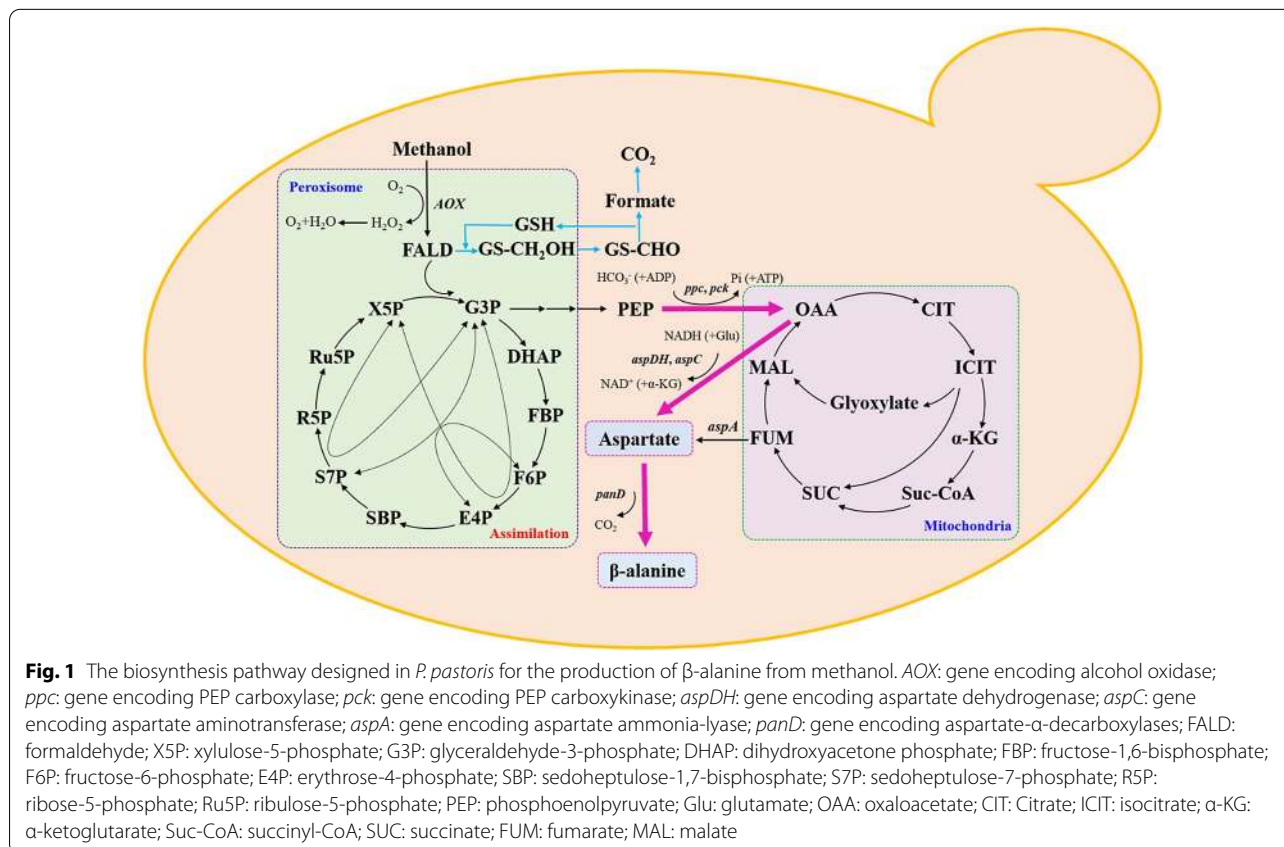 Methanol
CO₂
Peroxisome
O₂
AOX
Formate
O₂+H₂O
H₂O₂
GSH
FALD
GS-CH₂OH
GS-CHO
HCO₃⁻ (+ADP)
Pi (+ATP)
ppc, pck
X5P
G3P
PEP
OAA
CIT
NADH (+Glu)
Ru5P
DHAP
aspDH, aspC
MAL
ICIT
NAD⁺ (+α-KG)
Glyoxylate
R5P
FBP
Aspartate
aspA
FUM
α-KG
S7P
F6P
panD
SUC
Suc-CoA
SBP
E4P
CO₂
Mitochondria
Assimilation
β-alanine
Fig. 1 The biosynthesis pathway designed in P. pastoris for the production of β-alanine from methanol. AOX: gene encoding alcohol oxidase;
ppc: gene encoding PEP carboxylase; pck: gene encoding PEP carboxykinase; aspDH: gene encoding aspartate dehydrogenase; aspC: gene
encoding aspartate aminotransferase; aspA: gene encoding aspartate ammonia-lyase; panD: gene encoding aspartate-α-decarboxylases; FALD:
formaldehyde; X5P: xylulose-5-phosphate; G3P: glyceraldehyde-3-phosphate; DHAP: dihydroxyacetone phosphate; FBP: fructose-1,6-bisphosphate;
F6P: fructose-6-phosphate; E4P: erythrose-4-phosphate; SBP: sedoheptulose-1,7-bisphosphate; S7P: sedoheptulose-7-phosphate; R5P:
ribose-5-phosphate; Ru5P: ribulose-5-phosphate; PEP: phosphoenolpyruvate; Glu: glutamate; OAA: oxaloacetate; CIT: Citrate; ICIT: isocitrate; α-KG:
α-ketoglutarate; Suc-CoA: succinyl-CoA; SUC: succinate; FUM: fumarate; MAL: malate